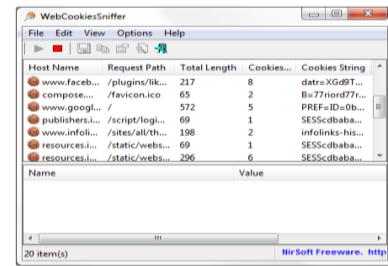 WebCookiesSniffer
File Edit View Options Help
Host Name Request Path Total Length Cookies... Cookies String
www.faceb... /plugins/lik... 217 8 datr=XGd9T...
compose.... /favicon.ico 65 2 B=77riord77r...
www.googl... / 572 5 PREF=ID=0b...
publishers.i... /script/logi... 69 1 SESScdbaba...
www.infoli... /sites/all/th... 198 2 infolinks-his...
resources.i... /static/webs... 69 1 SESScdbaba...
resources.i... /static/webs... 296 6 SESScdbaba...
Name Value
20 item(s) NirSoft Freeware. http